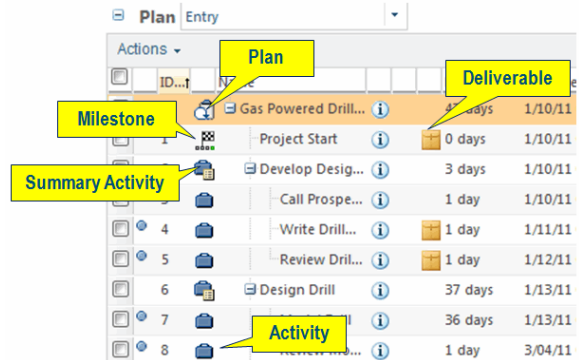 Plan Entry
Actions
Plan
ID...
Deliverable
Gas Powered Drill... days 1/10/11
Milestone
1 Project Start 0 days 1/10/11
Develop Desig... 3 days 1/10/11
Summary Activity
Call Prospe... 1 day 1/10/11
4 Write Drill... 1 day 1/11/11
5 Review Dril... 1 day 1/12/11
6 Design Drill 37 days 1/13/11
7 36 days 1/13/11
Activity
8 1 day 3/04/11